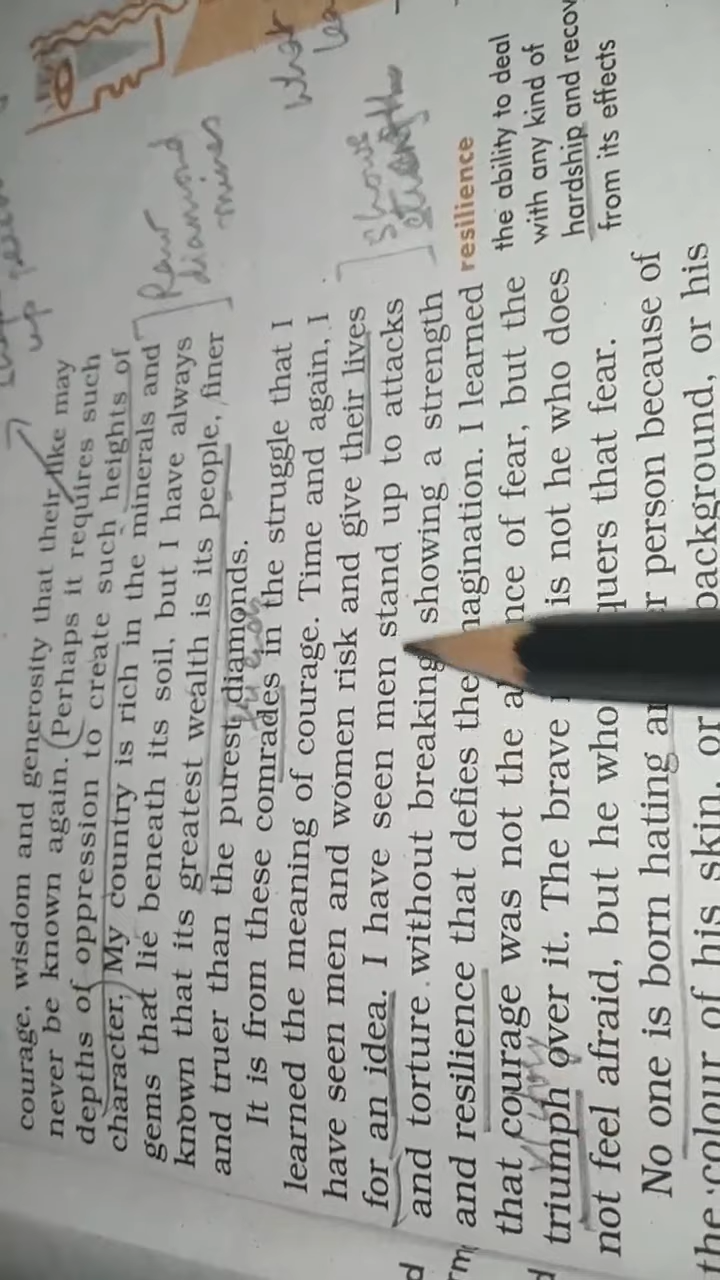 courage, wisdom and generosity that their like may
never be known again. Perhaps it requires such
depths of oppression to create such heights of
character. My country is rich in the minerals and
gems that lie beneath its soil, but I have always
known that its greatest wealth is its people, finer
and truer than the purest diamonds.
It is from these comrades in the struggle that I
learned the meaning of courage. Time and again, I
have seen men and women risk and give their lives
for an idea. I have seen men stand up to attacks
and torture without breaking, showing a strength
and resilience that defies the imagination. I learned
that courage was not the nce of fear, but the
triumph over it. The brave is not he who does
not feel afraid, but he who quers that fear.
No one is born hating person because of
the colour of his skin, or background, or his
Raw
diamond
mines
shows
strength
what
victory
resilience
the ability to deal
with any kind of
hardship and recov
from its effects
up
d
rm
d